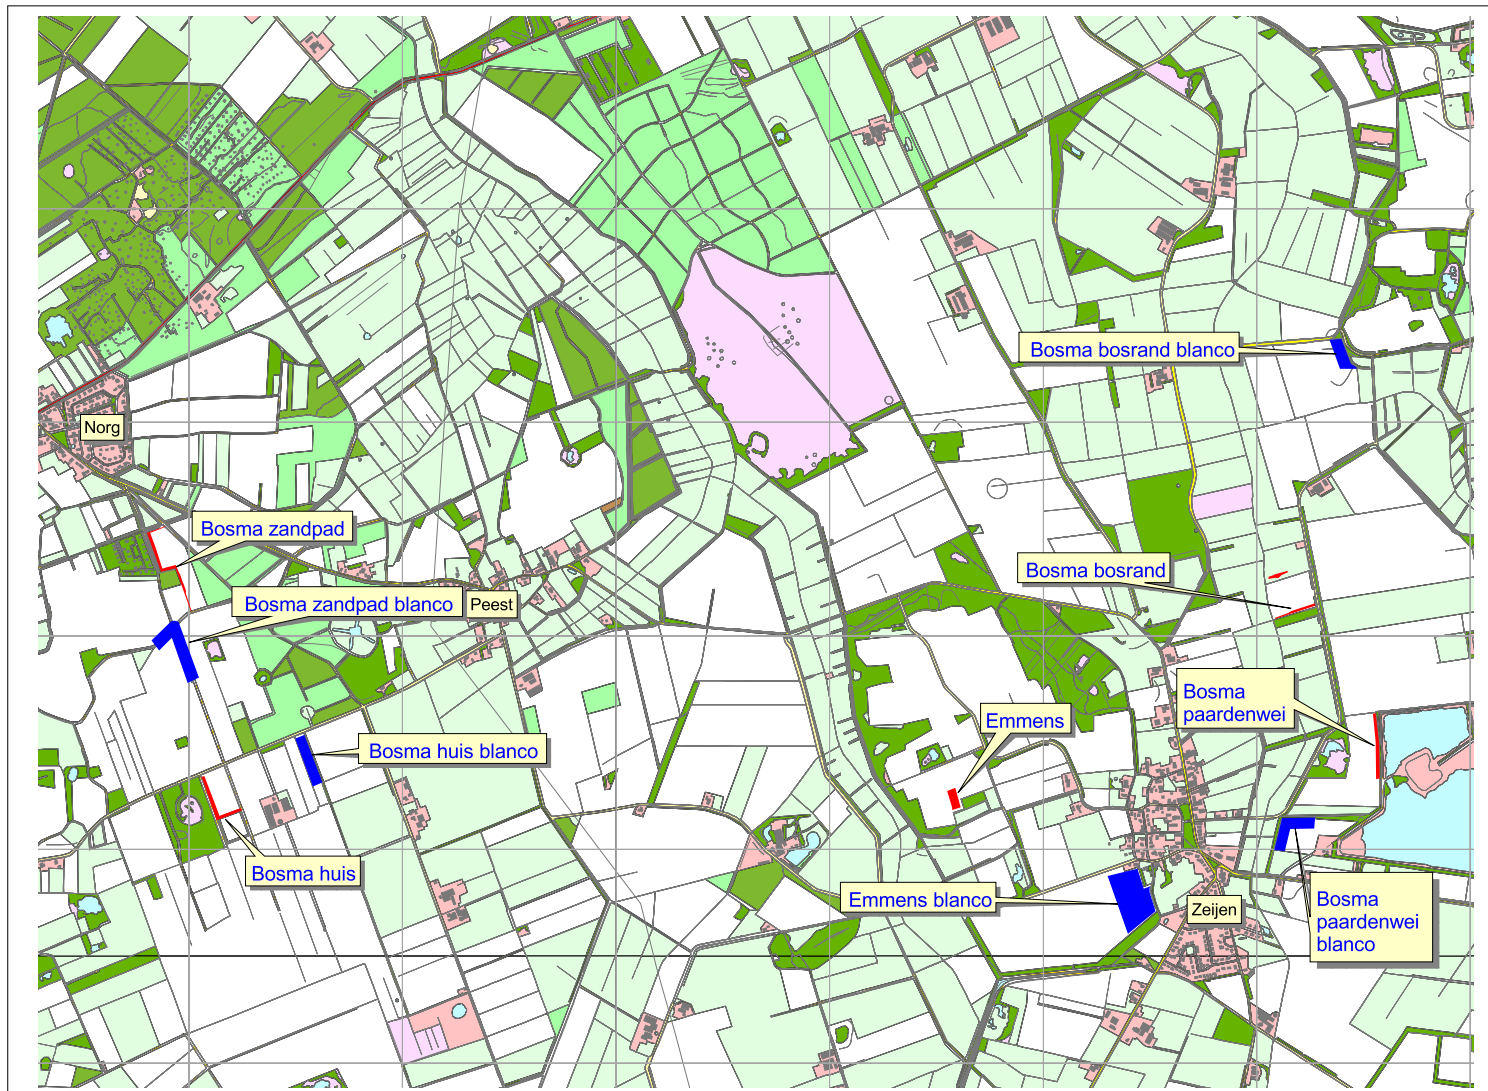 Bosma bosrand blanco
Norg
Bosma zandpad
Bosma bosrand
Bosma zandpad blanco
Peest
Bosma
paardenwei
Emmens
Bosma huis blanco
Bosma huis
Emmens blanco
Zeijen
Bosma
paardenwei
blanco